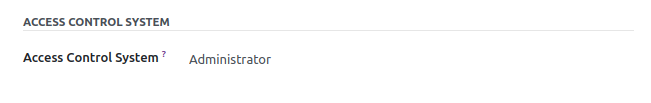 ACCESS CONTROL SYSTEM
Access Control System ? Administrator